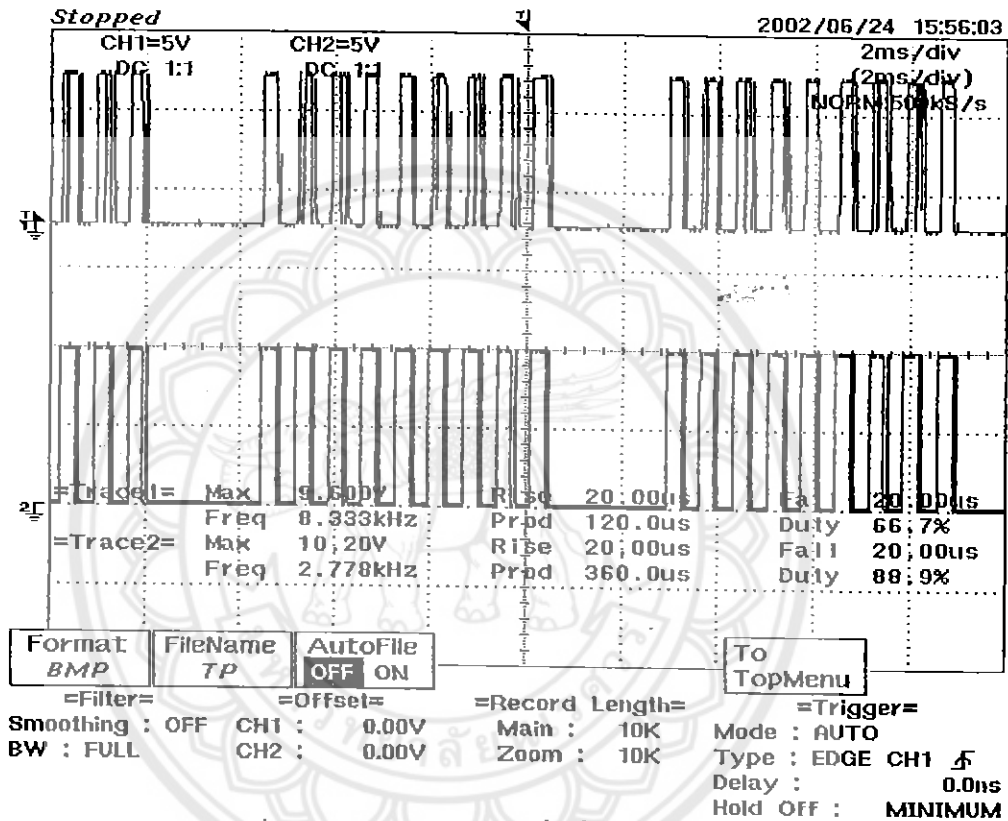 Stopped
2002/06/24 15:56:03
CH1=5V CH2=5V 2ms/div
DC 1:1 DC 1:1 (2ms/div)
NORM:500kS/s
=Trace1= Max 9.600V Rise 20.00us Fall 20.00us
Freq 8.333kHz Prod 120.0us Duty 66.7%
=Trace2= Max 10.20V Rise 20.00us Fall 20.00us
Freq 2.778kHz Prod 360.0us Duty 88.9%
Format FileName AutoFile To
BMP TP OFF ON TopMenu
=Filter= =Offset= =Record Length= =Trigger=
Smoothing : OFF CH1 : 0.00V Main : 10K Mode : AUTO
BW : FULL CH2 : 0.00V Zoom : 10K Type : EDGE CH1
Delay : 0.0ns
Hold Off : MINIMUM